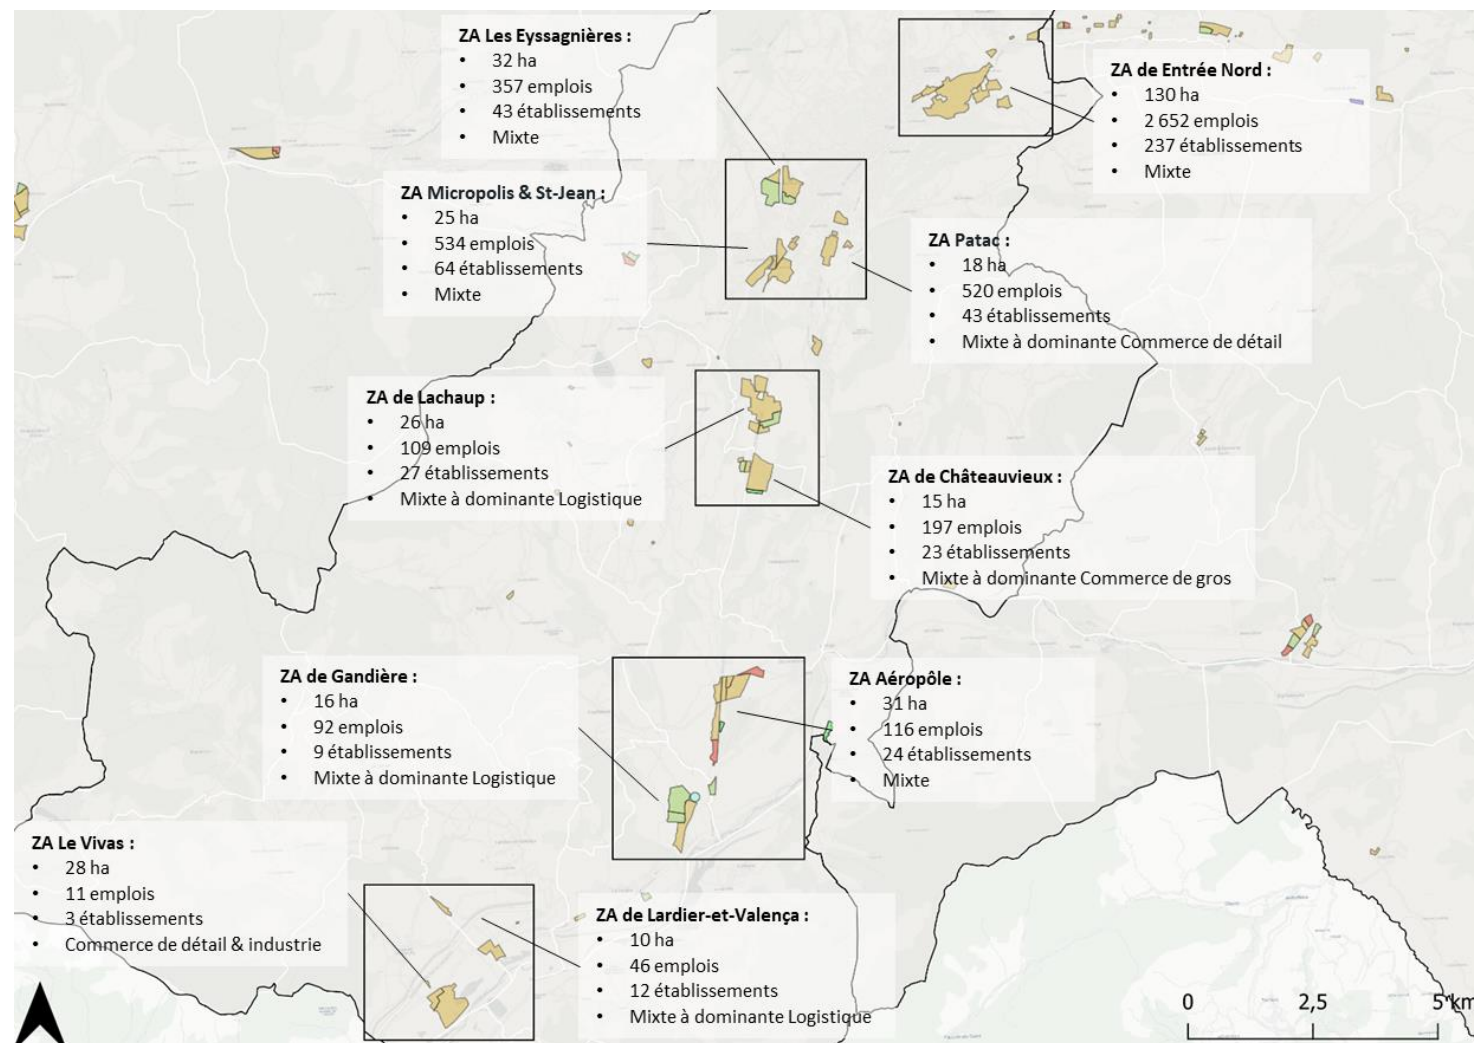 ZA Les Eyssagnières :
• 32 ha
• 357 emplois
• 43 établissements
• Mixte
ZA de Entrée Nord :
• 130 ha
• 2 652 emplois
• 237 établissements
• Mixte
ZA Micropolis & St-Jean :
• 25 ha
• 534 emplois
• 64 établissements
• Mixte
ZA Patac :
• 18 ha
• 520 emplois
• 43 établissements
• Mixte à dominante Commerce de détail
ZA de Lachaup :
• 26 ha
• 109 emplois
• 27 établissements
• Mixte à dominante Logistique
ZA de Châteauvieux :
• 15 ha
• 197 emplois
• 23 établissements
• Mixte à dominante Commerce de gros
ZA de Gandière :
• 16 ha
• 92 emplois
• 9 établissements
• Mixte à dominante Logistique
ZA Aéropôle :
• 31 ha
• 116 emplois
• 24 établissements
• Mixte
ZA Le Vivas :
• 28 ha
• 11 emplois
• 3 établissements
• Commerce de détail & industrie
ZA de Lardier-et-Valença :
• 10 ha
• 46 emplois
• 12 établissements
• Mixte à dominante Logistique
0 2,5 5 km